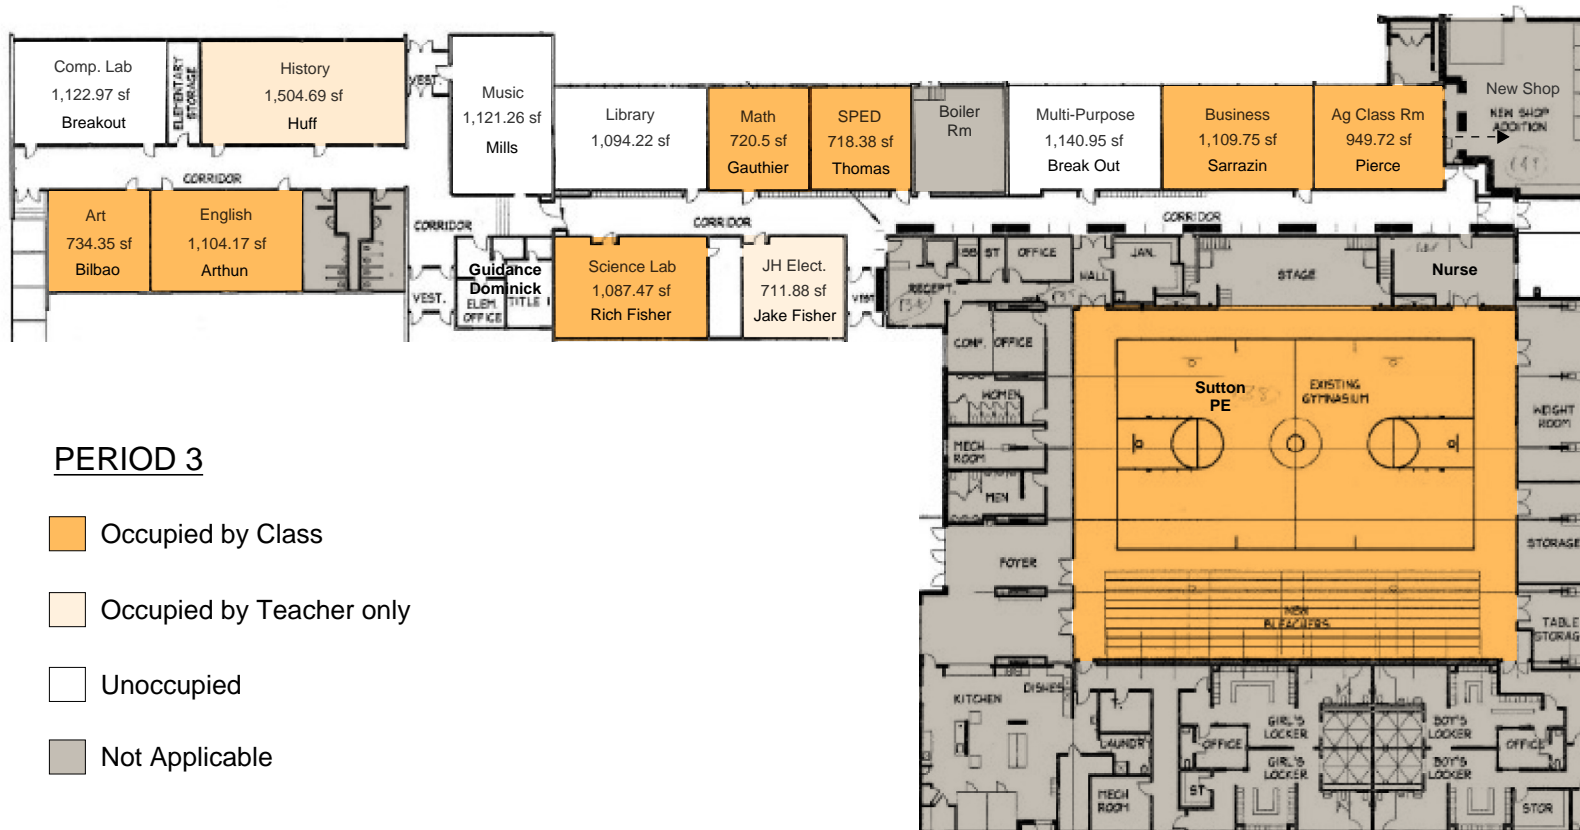 Comp. Lab
1,122.97 sf
Breakout
ELEMENTARY
STORAGE
History
1,504.69 sf
Huff
VEST.
Music
1,121.26 sf
Mills
Library
1,094.22 sf
Math
720.5 sf
Gauthier
SPED
718.38 sf
Thomas
Boiler
Rm
Multi-Purpose
1,140.95 sf
Break Out
Business
1,109.75 sf
Sarrazin
Ag Class Rm
949.72 sf
Pierce
New Shop
NEW SHOP
ADDITION
CORRIDOR
CORRIDOR
CORRIDOR
CORRIDOR
Art
734.35 sf
Bilbao
English
1,104.17 sf
Arthun
VEST.
Guidance
Dominick
ELEM.
OFFICE
TITLE I
Science Lab
1,087.47 sf
Rich Fisher
JH Elect.
711.88 sf
Jake Fisher
VEST
RECEPT.
ISS
ST
OFFICE
HALL
JAN.
STAGE
Nurse
CONF.
OFFICE
WOMEN
MECH
ROOM
MEN
FOYER
Sutton
PE
EXISTING
GYMNASIUM
WEIGHT
ROOM
STORAGE
NEW
BLEACHERS
TABLE
STORAG
KITCHEN
DISHES
T.
LAUNDRY
MECH
ROOM
ST
OFFICE
GIRL'S
LOCKER
GIRL'S
LOCKER
BOY'S
LOCKER
BOY'S
LOCKER
OFFICE
STOR
PERIOD 3
Occupied by Class
Occupied by Teacher only
Unoccupied
Not Applicable